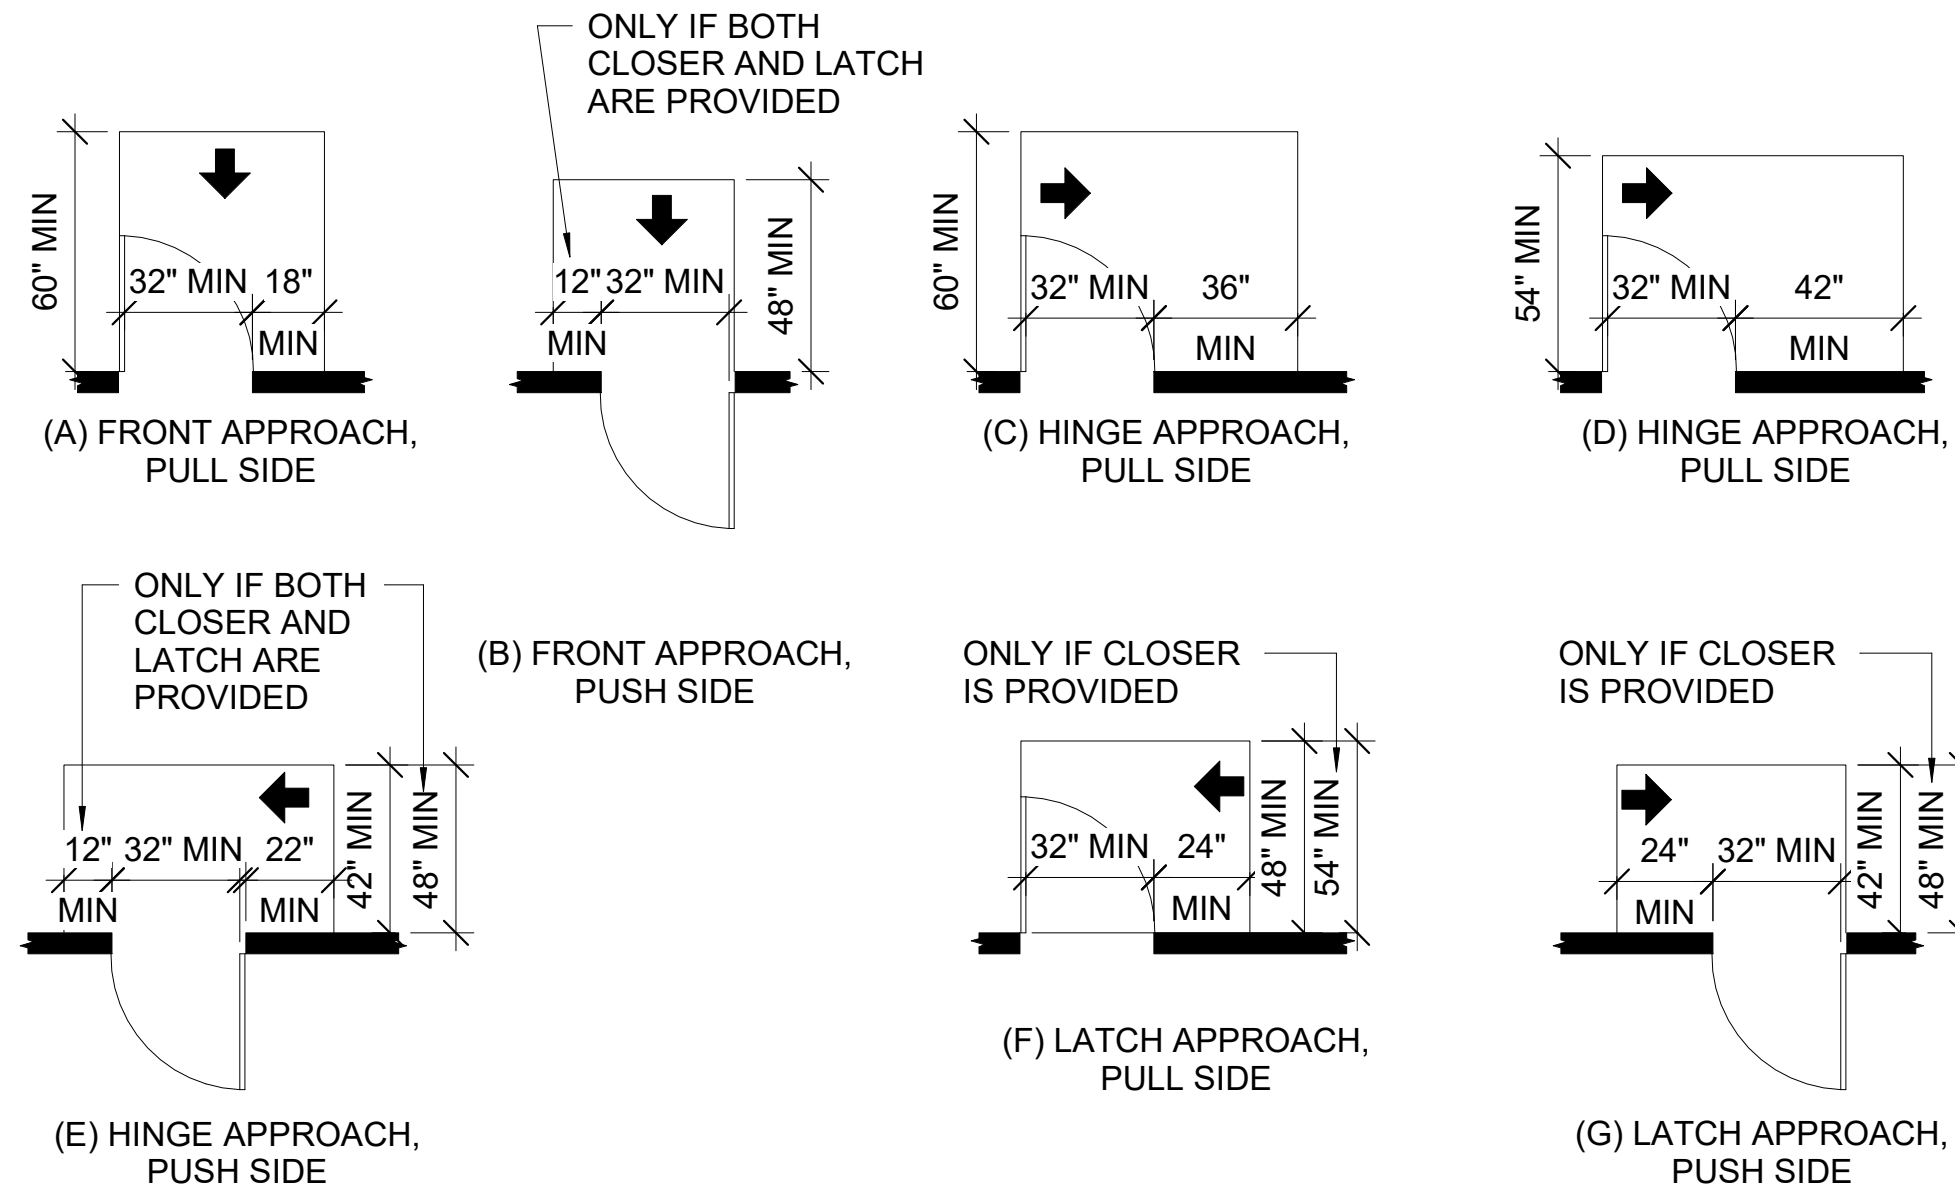 ONLY IF BOTH
CLOSER AND LATCH
ARE PROVIDED
60" MIN
32" MIN
18"
MIN
(A) FRONT APPROACH,
PULL SIDE
12"
32" MIN
MIN
48" MIN
(B) FRONT APPROACH,
PUSH SIDE
60" MIN
32" MIN
36"
MIN
(C) HINGE APPROACH,
PULL SIDE
54" MIN
32" MIN
42"
MIN
(D) HINGE APPROACH,
PULL SIDE
ONLY IF BOTH
CLOSER AND
LATCH ARE
PROVIDED
12"
32" MIN
22"
MIN
MIN
42" MIN
48" MIN
(E) HINGE APPROACH,
PUSH SIDE
ONLY IF CLOSER
IS PROVIDED
32" MIN
24"
MIN
48" MIN
54" MIN
(F) LATCH APPROACH,
PULL SIDE
ONLY IF CLOSER
IS PROVIDED
24"
32" MIN
MIN
42" MIN
48" MIN
(G) LATCH APPROACH,
PUSH SIDE